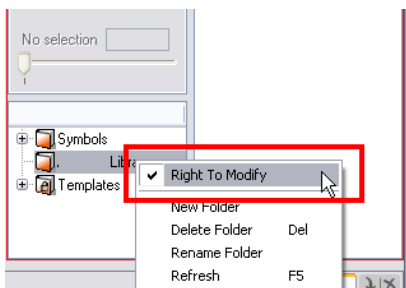 No selection
Symbols
. Libra
Right To Modify
Templates
New Folder
Delete Folder Del
Rename Folder
Refresh F5